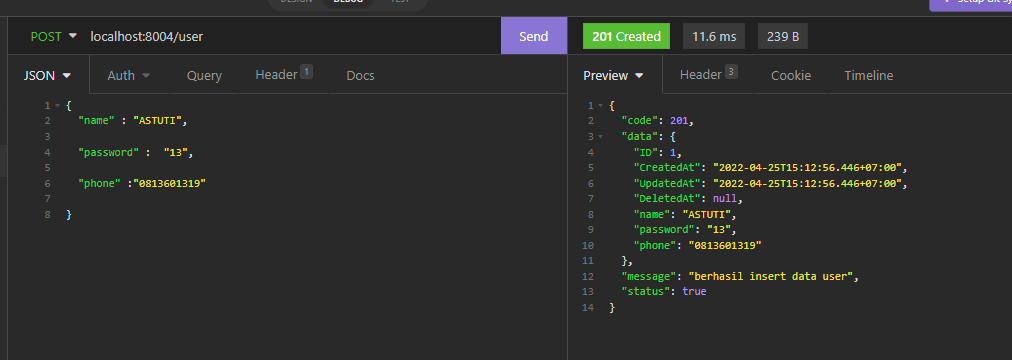 DESIGN DEBUG TEST
POST localhost:8004/user Send 201 Created 11.6 ms 239 B
JSON Auth Query Header 1 Docs
Preview Header 3 Cookie Timeline
1 {
2 "name" : "ASTUTI",
3
4 "password" : "13",
5
6 "phone" :"0813601319"
7
8 }
1 {
2 "code": 201,
3 "data": {
4 "ID": 1,
5 "CreatedAt": "2022-04-25T15:12:56.446+07:00",
6 "UpdatedAt": "2022-04-25T15:12:56.446+07:00",
7 "DeletedAt": null,
8 "name": "ASTUTI",
9 "password": "13",
10 "phone": "0813601319"
11 },
12 "message": "berhasil insert data user",
13 "status": true
14 }